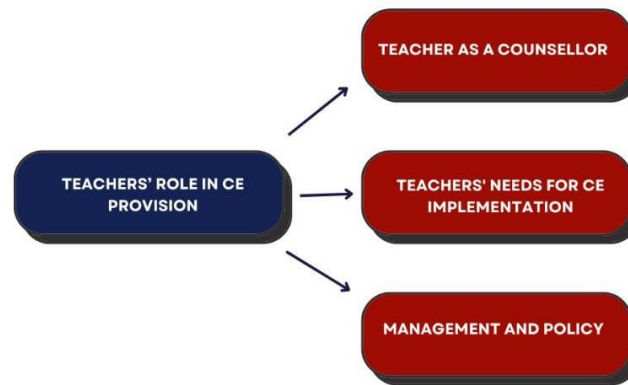 TEACHER AS A COUNSELLOR
TEACHERS’ ROLE IN CE
PROVISION
TEACHERS' NEEDS FOR CE
IMPLEMENTATION
MANAGEMENT AND POLICY